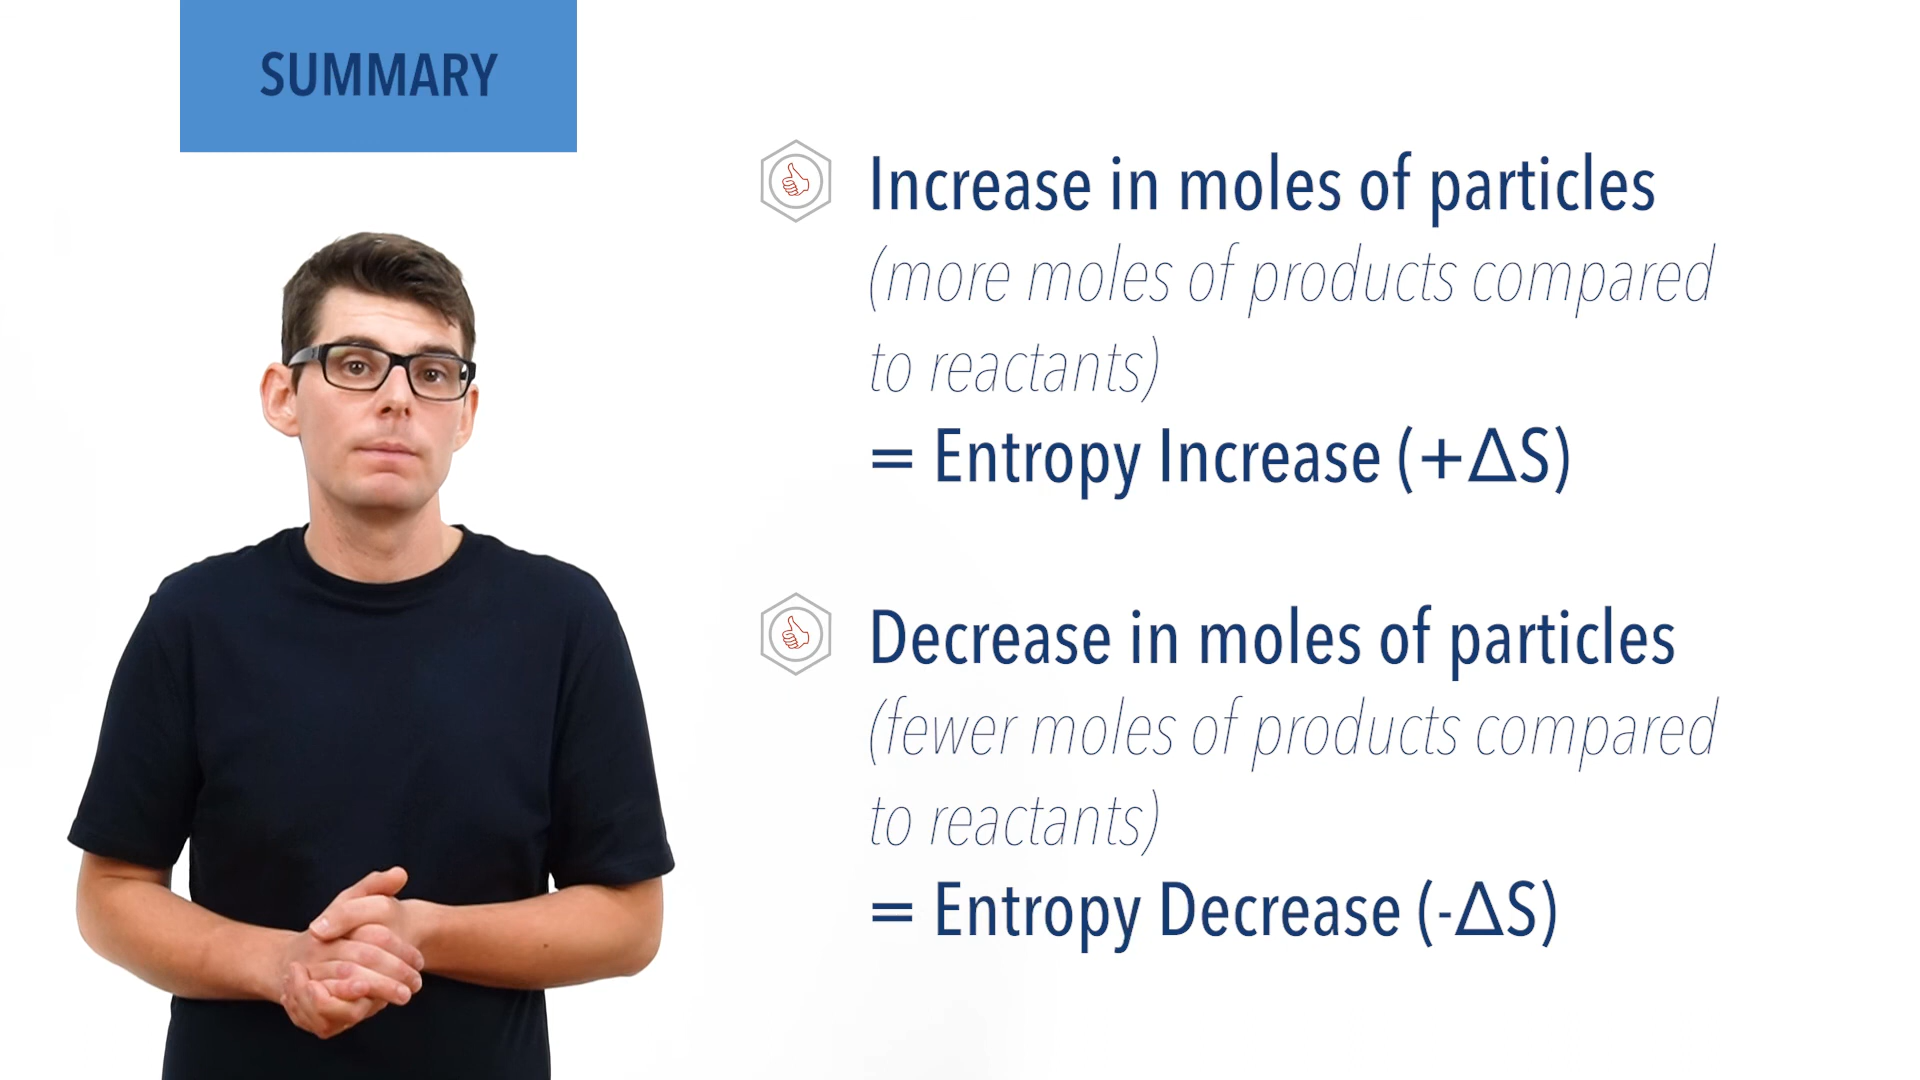 SUMMARY
Increase in moles of particles
(more moles of products compared
to reactants)
= Entropy Increase (+ΔS)
Decrease in moles of particles
(fewer moles of products compared
to reactants)
= Entropy Decrease (-ΔS)